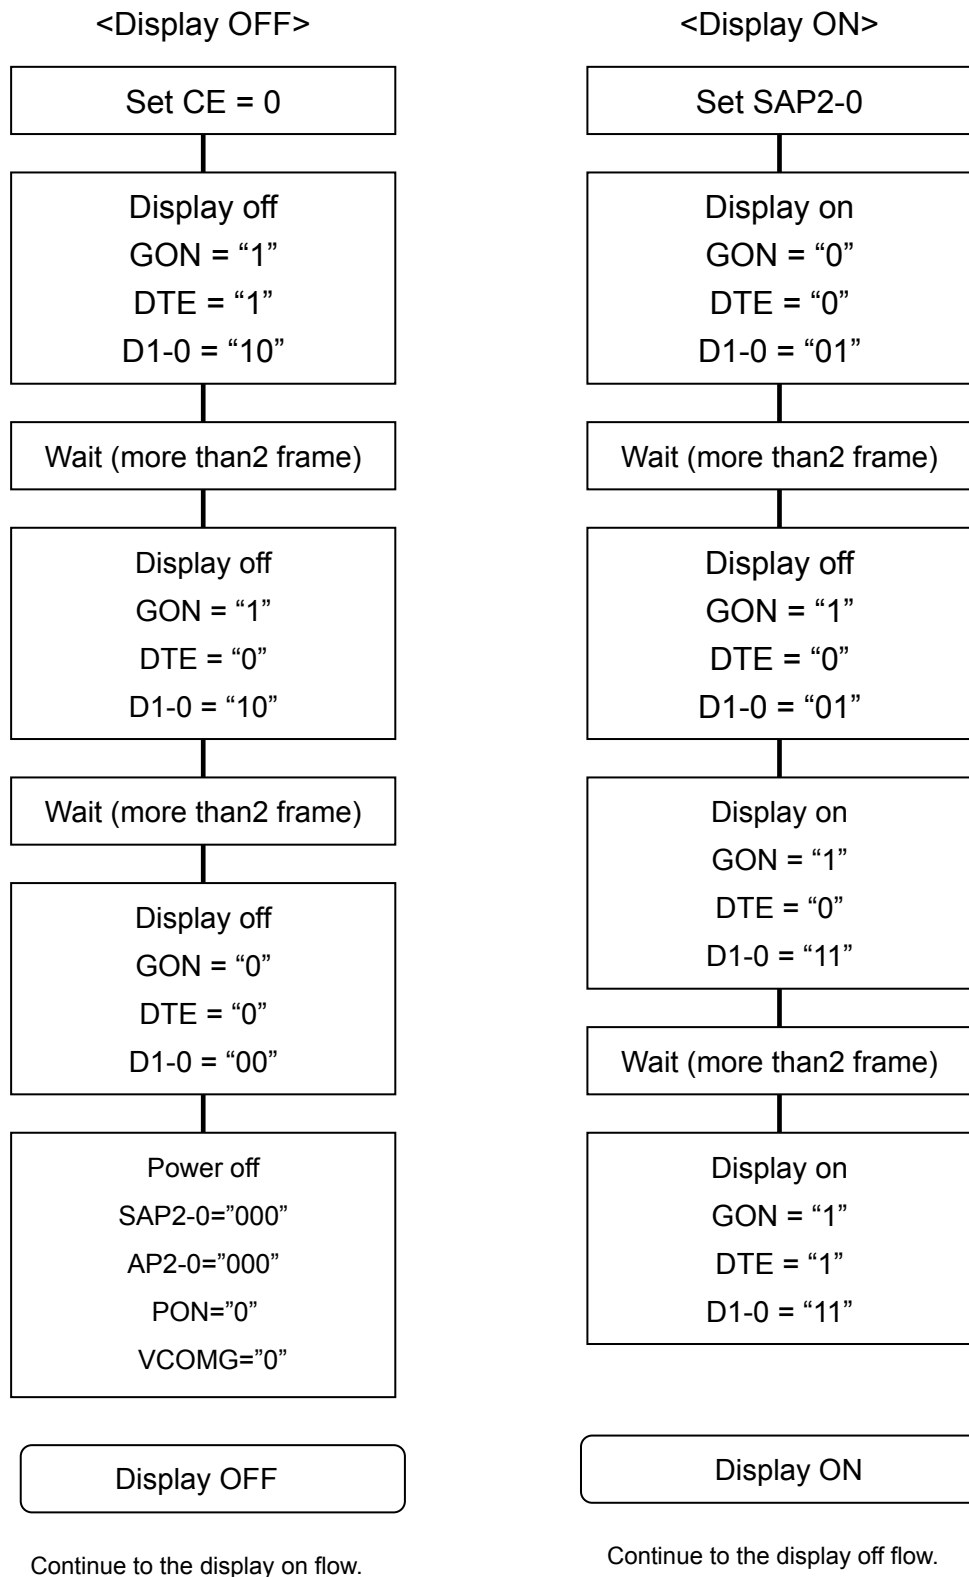 <Display OFF>
Set CE = 0
Display off
GON = “1”
DTE = “1”
D1-0 = “10”
Wait (more than2 frame)
Display off
GON = “1”
DTE = “0”
D1-0 = “10”
Wait (more than2 frame)
Display off
GON = “0”
DTE = “0”
D1-0 = “00”
Power off
SAP2-0=”000”
AP2-0=”000”
PON=”0”
VCOMG=”0”
Display OFF
Continue to the display on flow.
<Display ON>
Set SAP2-0
Display on
GON = “0”
DTE = “0”
D1-0 = “01”
Wait (more than2 frame)
Display off
GON = “1”
DTE = “0”
D1-0 = “01”
Display on
GON = “1”
DTE = “0”
D1-0 = “11”
Wait (more than2 frame)
Display on
GON = “1”
DTE = “1”
D1-0 = “11”
Display ON
Continue to the display off flow.